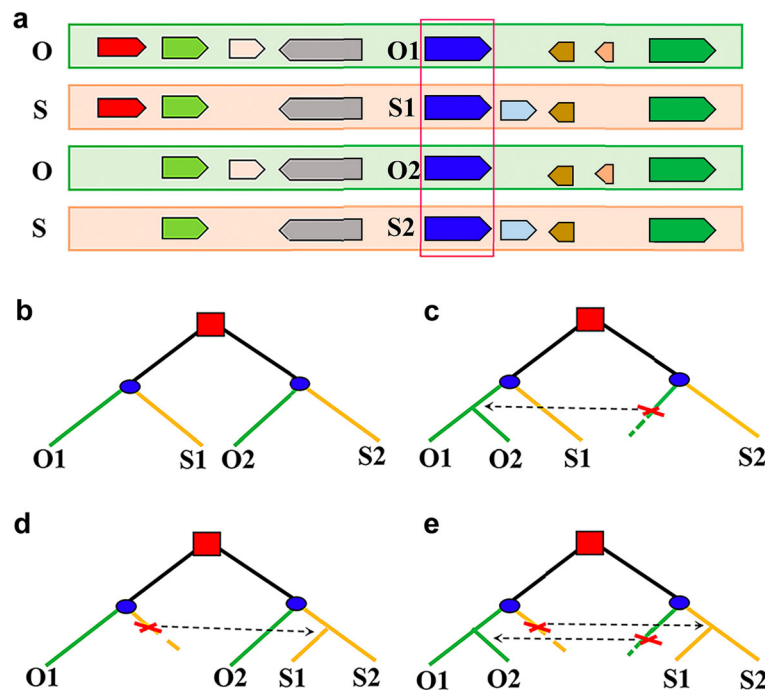 a
O O1
S S1
O O2
S S2
b
c
O1 S1 O2 S2
O1 O2 S1 S2
d
e
O1 O2 S1 S2
O1 O2 S1 S2